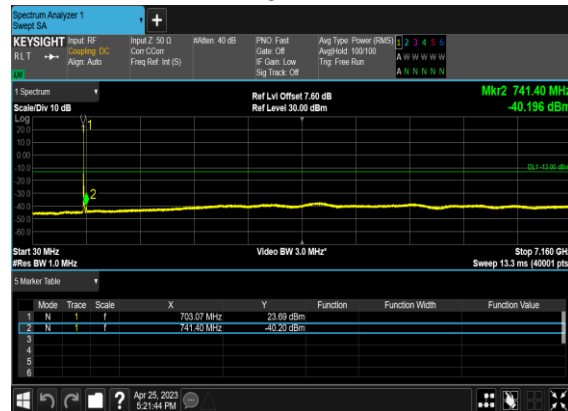 Spectrum Analyzer 1
Swept SA
+
KEYSIGHT Input: RF Input Z: 50 Ω #Atten: 40 dB PNO: Fast Avg Type: Power (RMS) 1 2 3 4 5 6
RLT Coupling: DC Corr CCorr Gate: Off Avg|Hold: 100/100 A W W W W W
Align: Auto Freq Ref: Int (S) IF Gain: Low Trig: Free Run
LW Sig Track: Off A N N N N N
1 Spectrum Ref Lvl Offset 7.60 dB Mkr2 741.40 MHz
Scale/Div 10 dB Ref Level 30.00 dBm -40.196 dBm
Log
20.0
10.0
0.00
-10.0
-20.0
-30.0
-40.0
-50.0
-60.0
1
DL1 -13.00 dBm
2
Start 30 MHz Video BW 3.0 MHz* Stop 7.160 GHz
#Res BW 1.0 MHz Sweep 13.3 ms (40001 pts)
5 Marker Table
Mode Trace Scale X Y Function Function Width Function Value
1 N 1 f 703.07 MHz 23.69 dBm
2 N 1 f 741.40 MHz -40.20 dBm
3
4
5
6
? Apr 25, 2023
5:21:44 PM